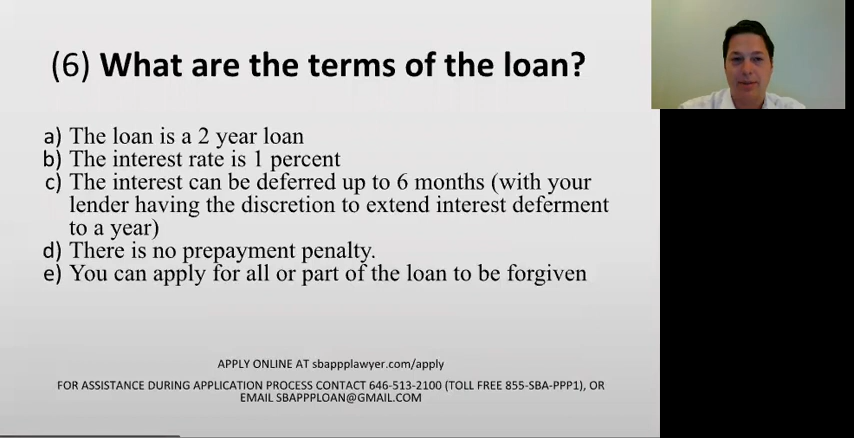 (6) What are the terms of the loan?
a) The loan is a 2 year loan
b) The interest rate is 1 percent
c) The interest can be deferred up to 6 months (with your
lender having the discretion to extend interest deferment
to a year)
d) There is no prepayment penalty.
e) You can apply for all or part of the loan to be forgiven
APPLY ONLINE AT sbappplawyer.com/apply
FOR ASSISTANCE DURING APPLICATION PROCESS CONTACT 646-513-2100 (TOLL FREE 855-SBA-PPP1), OR
EMAIL SBAPPPLOAN@GMAIL.COM